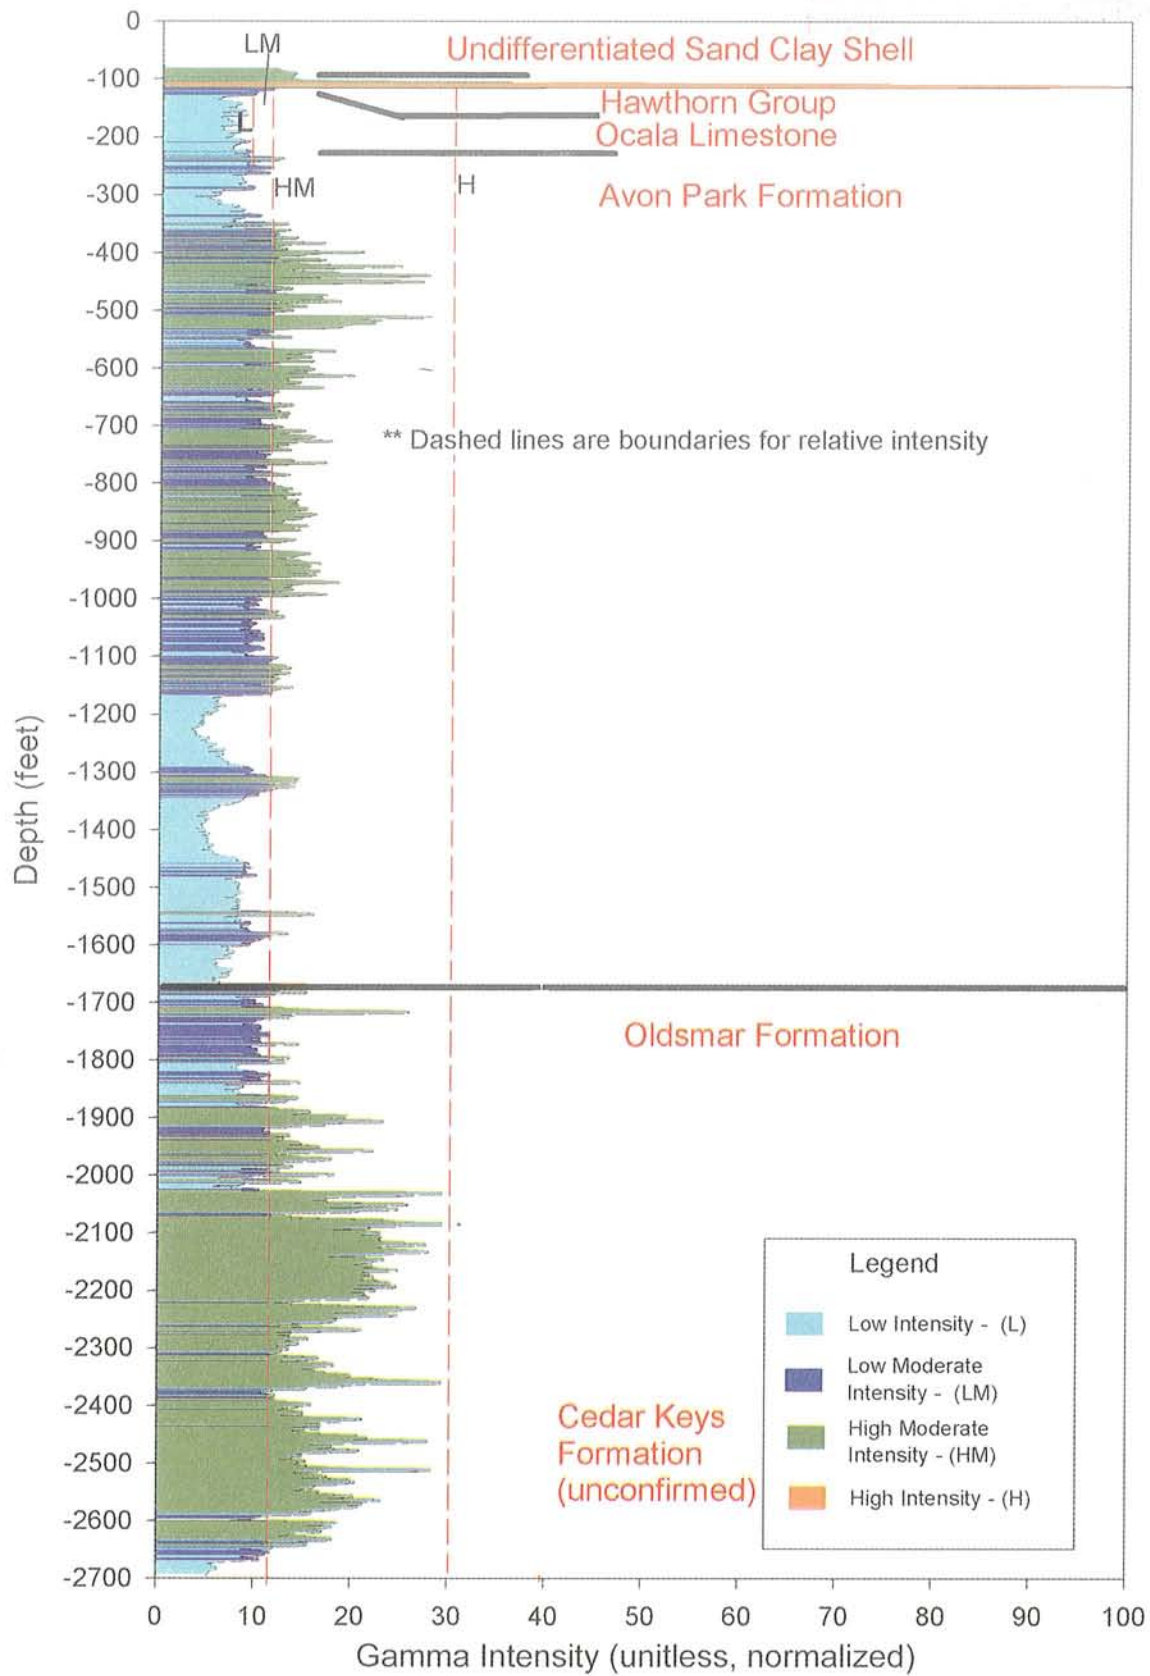 0
LM
Undifferentiated Sand Clay Shell
-100
Hawthorn Group
L
Ocala Limestone
-200
HM
H
Avon Park Formation
-300
-400
-500
-600
-700
** Dashed lines are boundaries for relative intensity
-800
-900
-1000
-1100
-1200
-1300
-1400
-1500
-1600
-1700
Oldsmar Formation
-1800
-1900
-2000
-2100
-2200
-2300
-2400
-2500
-2600
-2700
Depth (feet)
Legend
Low Intensity - (L)
Low Moderate
Intensity - (LM)
High Moderate
Intensity - (HM)
High Intensity - (H)
Cedar Keys
Formation
(unconfirmed)
0 10 20 30 40 50 60 70 80 90 100
Gamma Intensity (unitless, normalized)